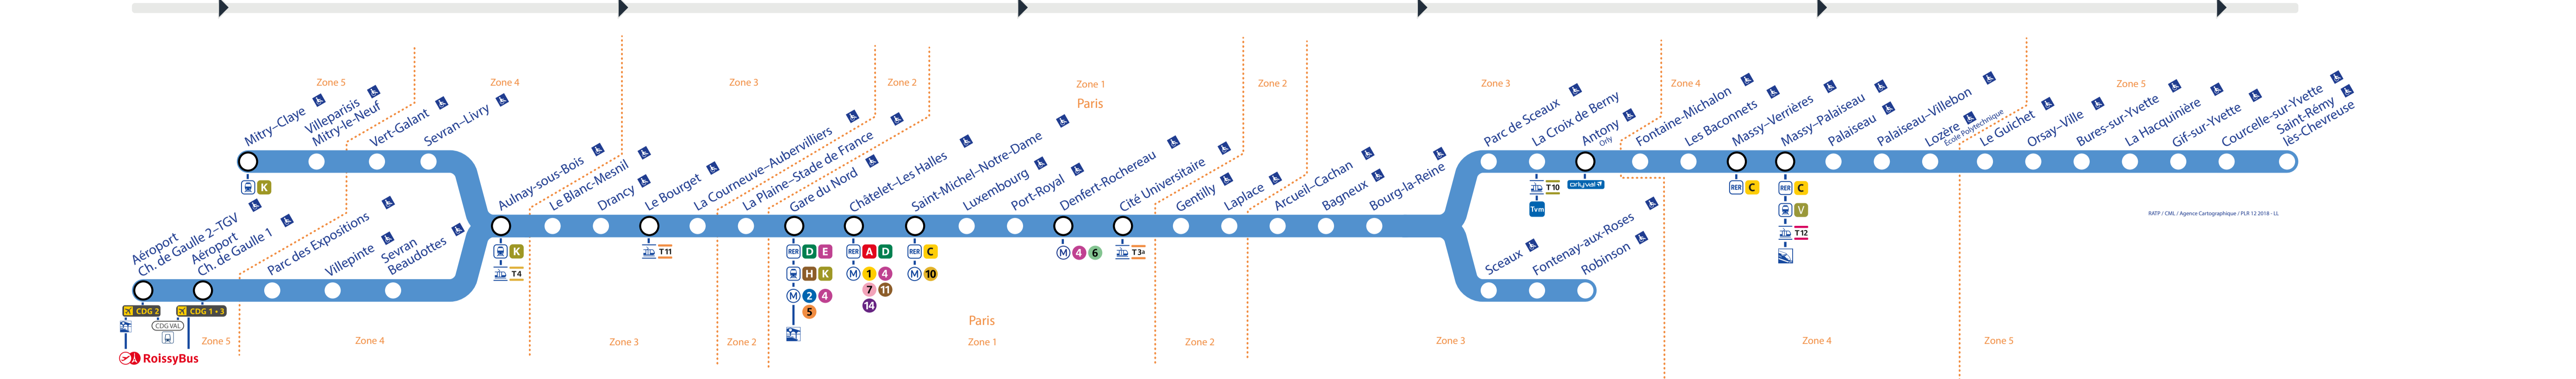 Zone 5
Zone 4
Zone 3
Zone 2
Zone 1
Paris
Zone 2
Zone 3
Zone 4
Zone 5
Mitry–Claye
Villeparisis
Mitry-le-Neuf
Vert-Galant
Sevran–Livry
K
Aéroport
Ch. de Gaulle 2–TGV
Aéroport
Ch. de Gaulle 1
Parc des Expositions
Villepinte
Sevran
Beaudottes
CDG 2
CDG 1 • 3
CDG VAL
RoissyBus
Aulnay-sous-Bois
K
T4
Le Blanc-Mesnil
Drancy
Le Bourget
T11
La Courneuve–Aubervilliers
La Plaine–Stade de France
Gare du Nord
RER D E
H K
M 2 4
5
Châtelet–Les Halles
RER A D
M 1 4
7 11
14
Saint-Michel–Notre-Dame
RER C
M 10
Luxembourg
Port-Royal
Denfert-Rochereau
M 4 6
Cité Universitaire
T3a
Gentilly
Laplace
Arcueil–Cachan
Bagneux
Bourg-la-Reine
Parc de Sceaux
La Croix de Berny
T10
Tvm
Antony
Orly
orlyval
Fontaine-Michalon
Les Baconnets
Massy–Verrières
RER C
Massy–Palaiseau
RER C
V
T12
Palaiseau
Palaiseau–Villebon
Lozère
École Polytechnique
Le Guichet
Orsay–Ville
Bures-sur-Yvette
La Hacquinière
Gif-sur-Yvette
Courcelle-sur-Yvette
Saint-Rémy
lès-Chevreuse
Sceaux
Fontenay-aux-Roses
Robinson
RATP / CML / Agence Cartographique / PLR 12 2018 - LL
Zone 5
Zone 4
Zone 3
Zone 2
Paris
Zone 1
Zone 2
Zone 3
Zone 4
Zone 5